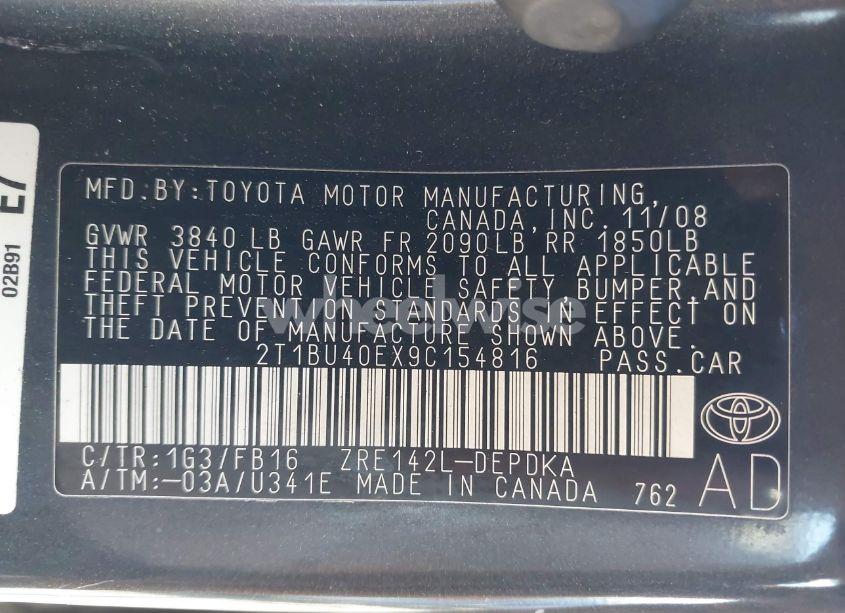 MFD.BY:TOYOTA MOTOR MANUFACTURING,
CANADA,INC. 11/08
GVWR 3840 LB GAWR FR 2090LB RR 1850LB
THIS VEHICLE CONFORMS TO ALL APPLICABLE
FEDERAL MOTOR VEHICLE SAFETY,BUMPER,AND
THEFT PREVENTION STANDARDS IN EFFECT ON
THE DATE OF MANUFACTURE SHOWN ABOVE.
2T1BU40EX9C154816 PASS.CAR
C/TR:1G3/FB16 ZRE142L-DEPDKA
A/TM:-03A/U341E MADE IN CANADA 762 AD
02B91 E7
wheelwise